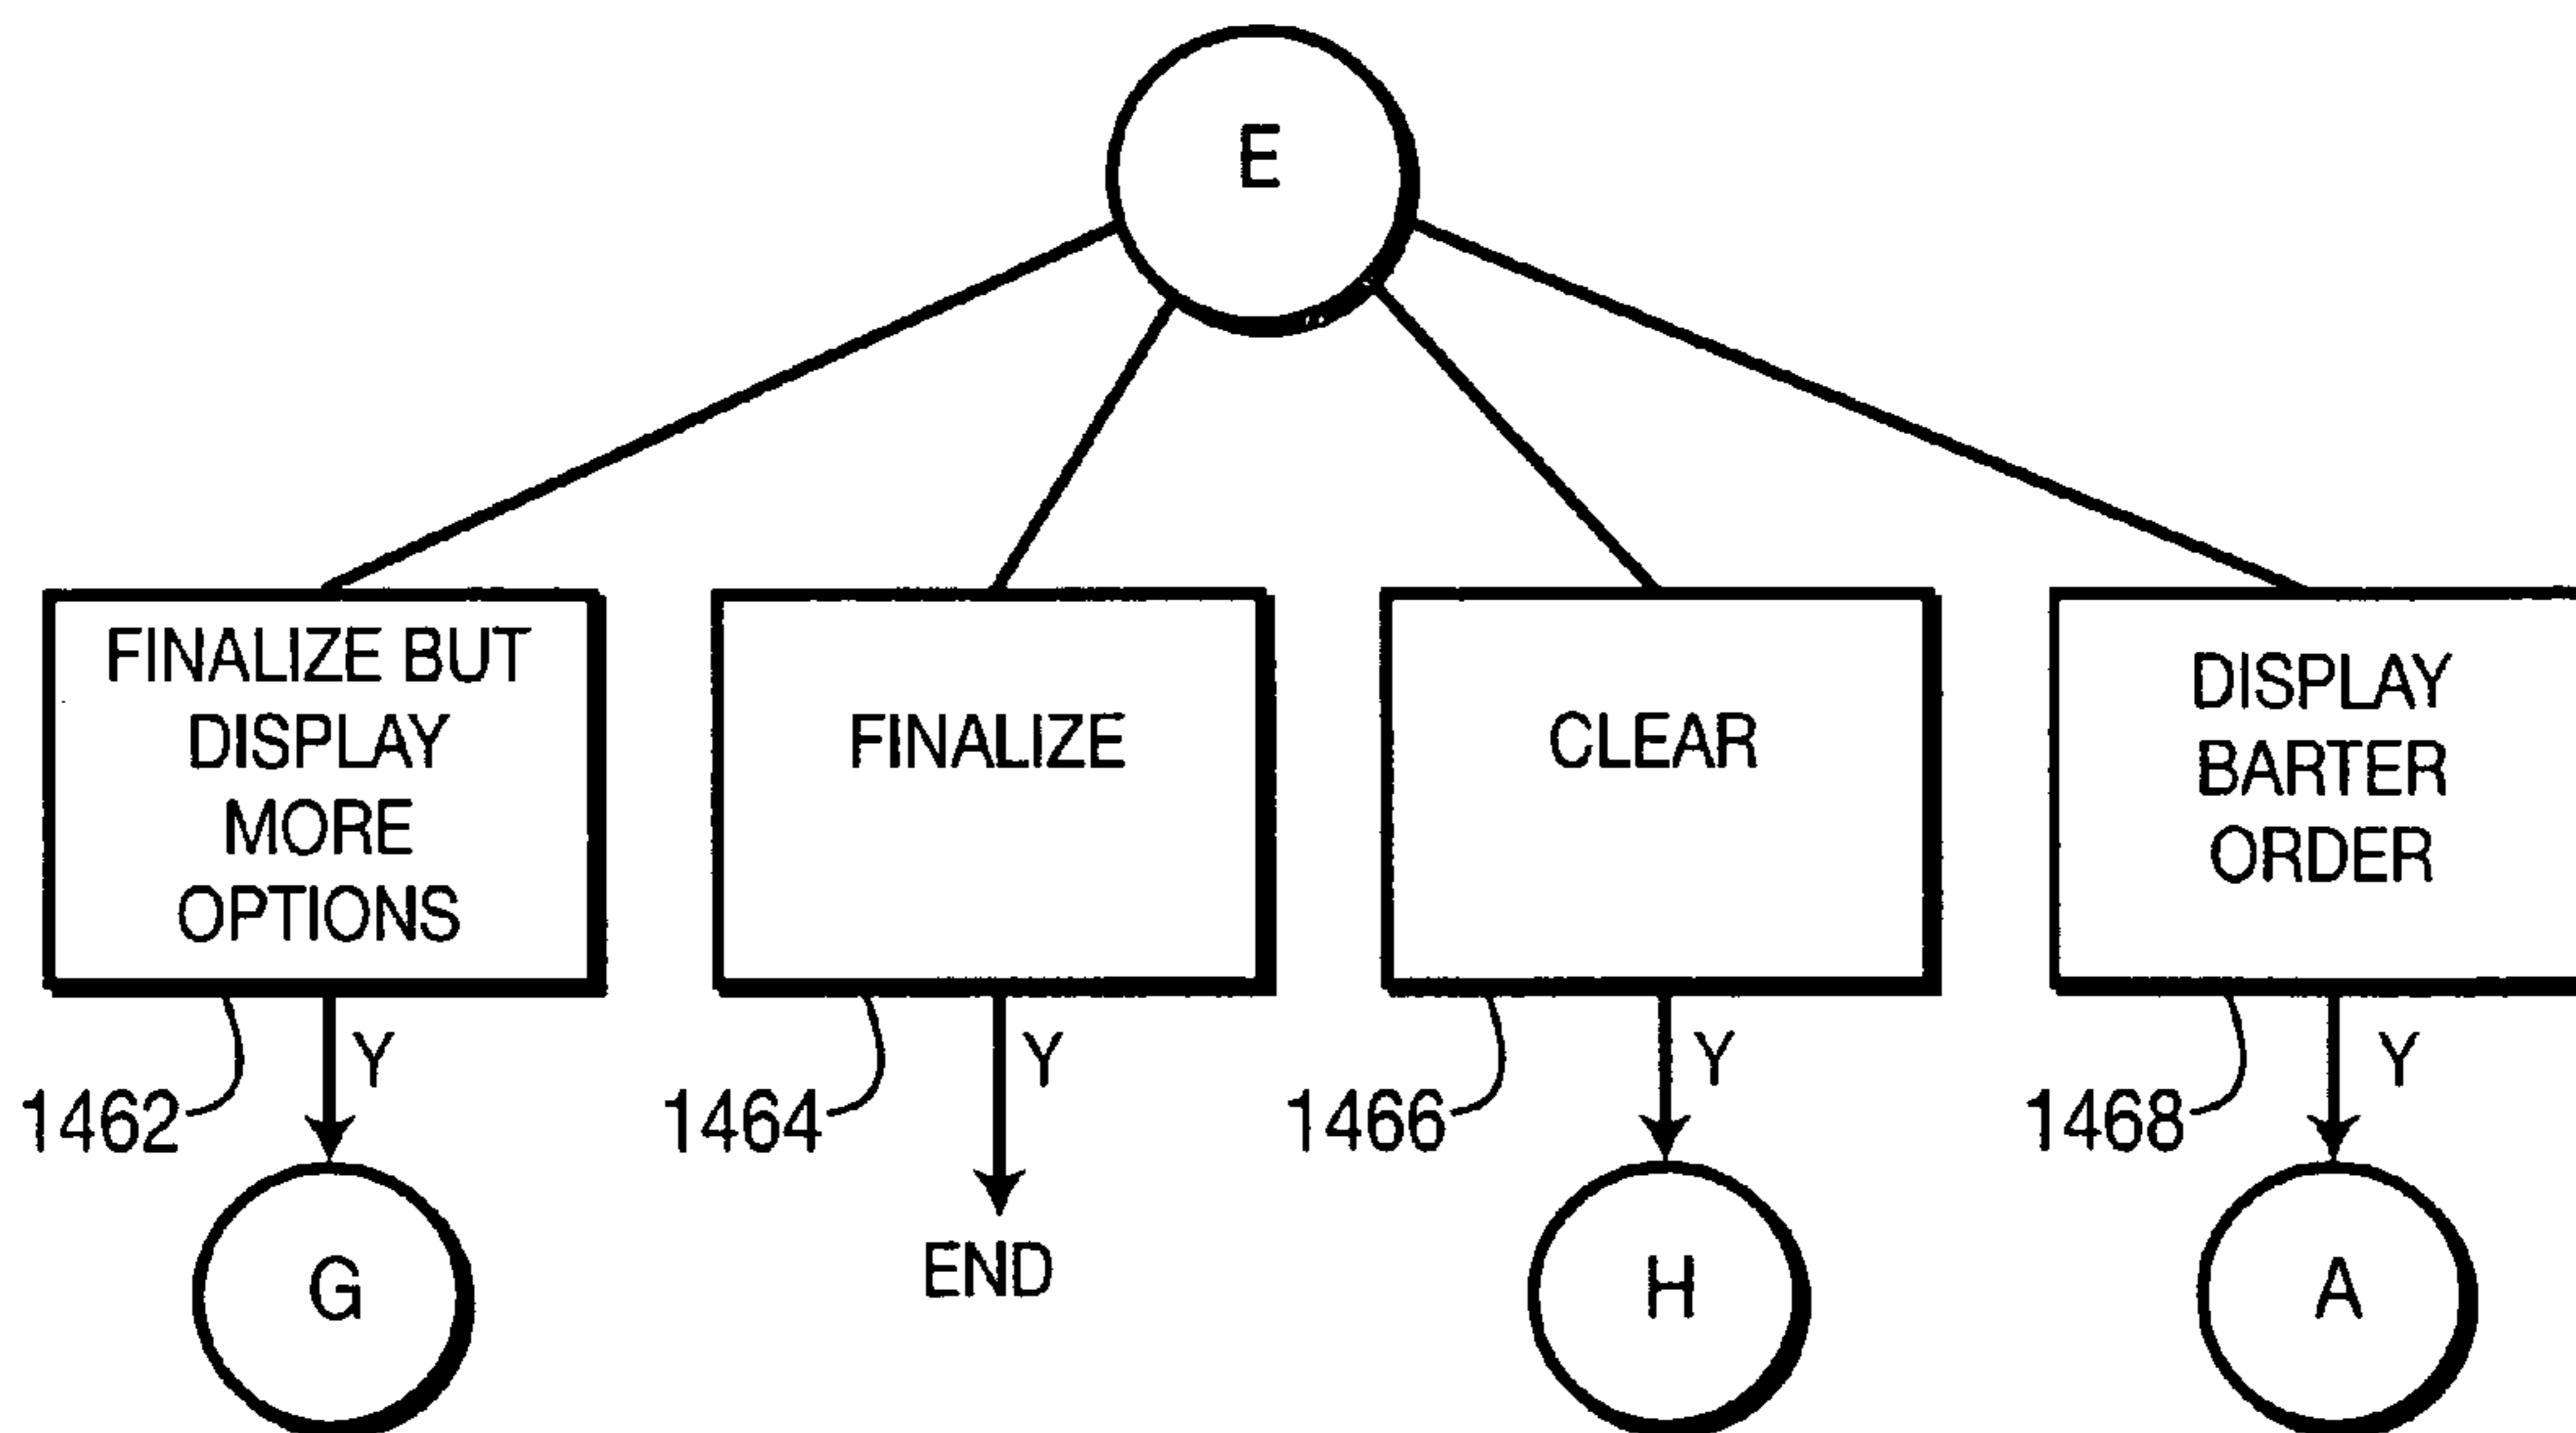 E
FINALIZE BUT
DISPLAY
MORE
OPTIONS
FINALIZE
CLEAR
DISPLAY
BARTER
ORDER
Y
Y
Y
Y
1462
1464
1466
1468
G
END
H
A